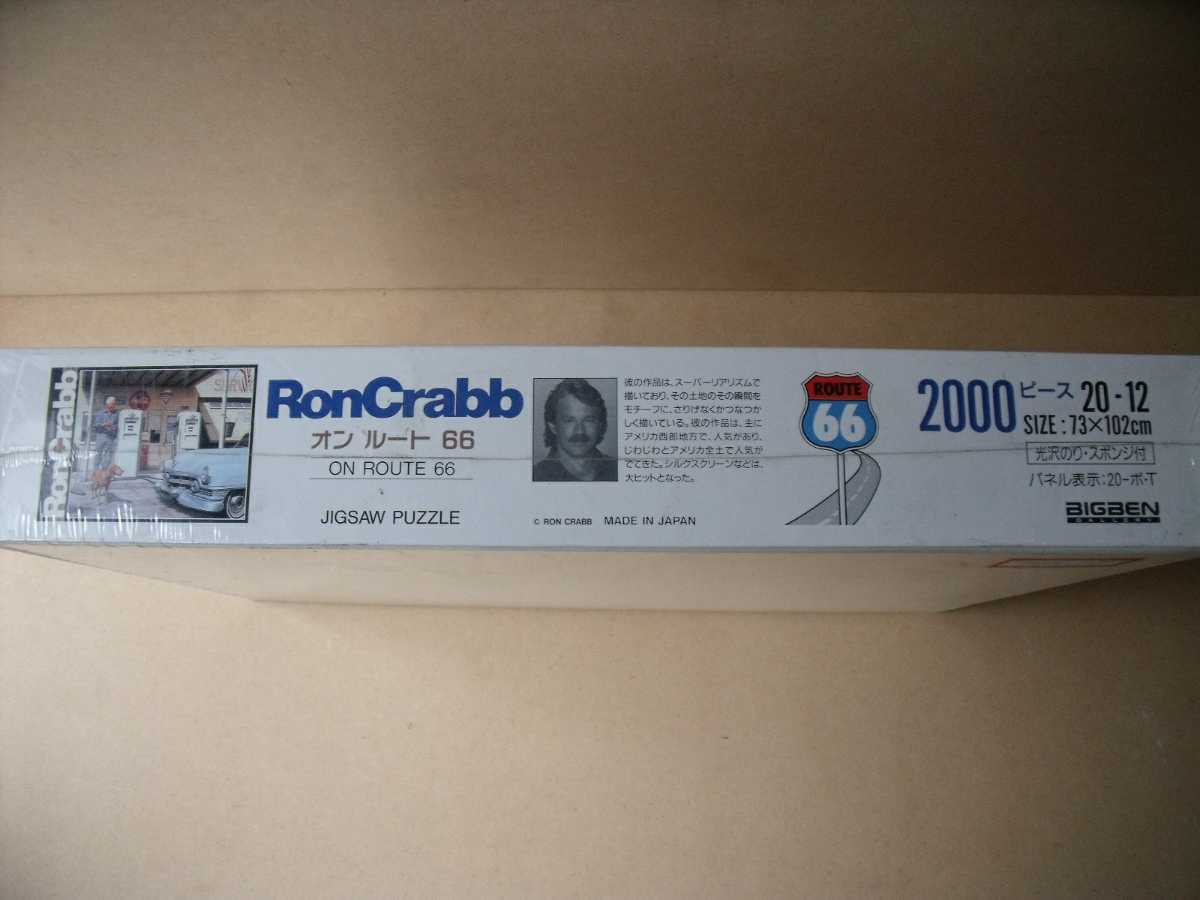 RonCrabb
RonCrabb
オン ルート 66
ON ROUTE 66
JIGSAW PUZZLE
彼の作品は、スーパーリアリズムで
描いており、その土地のその瞬間を
モチーフに、さりげなくかつなつか
しく描いている。彼の作品は、主に
アメリカ西部地方で、人気があり、
じわじわとアメリカ全土で人気が
でてきた。シルクスクリーンなどは、
大ヒットとなった。
© RON CRABB MADE IN JAPAN
ROUTE
66
2000ピース 20-12
SIZE:73×102cm
光沢のり・スポンジ付
パネル表示:20-ボ・T
BIGBEN
GALLERY